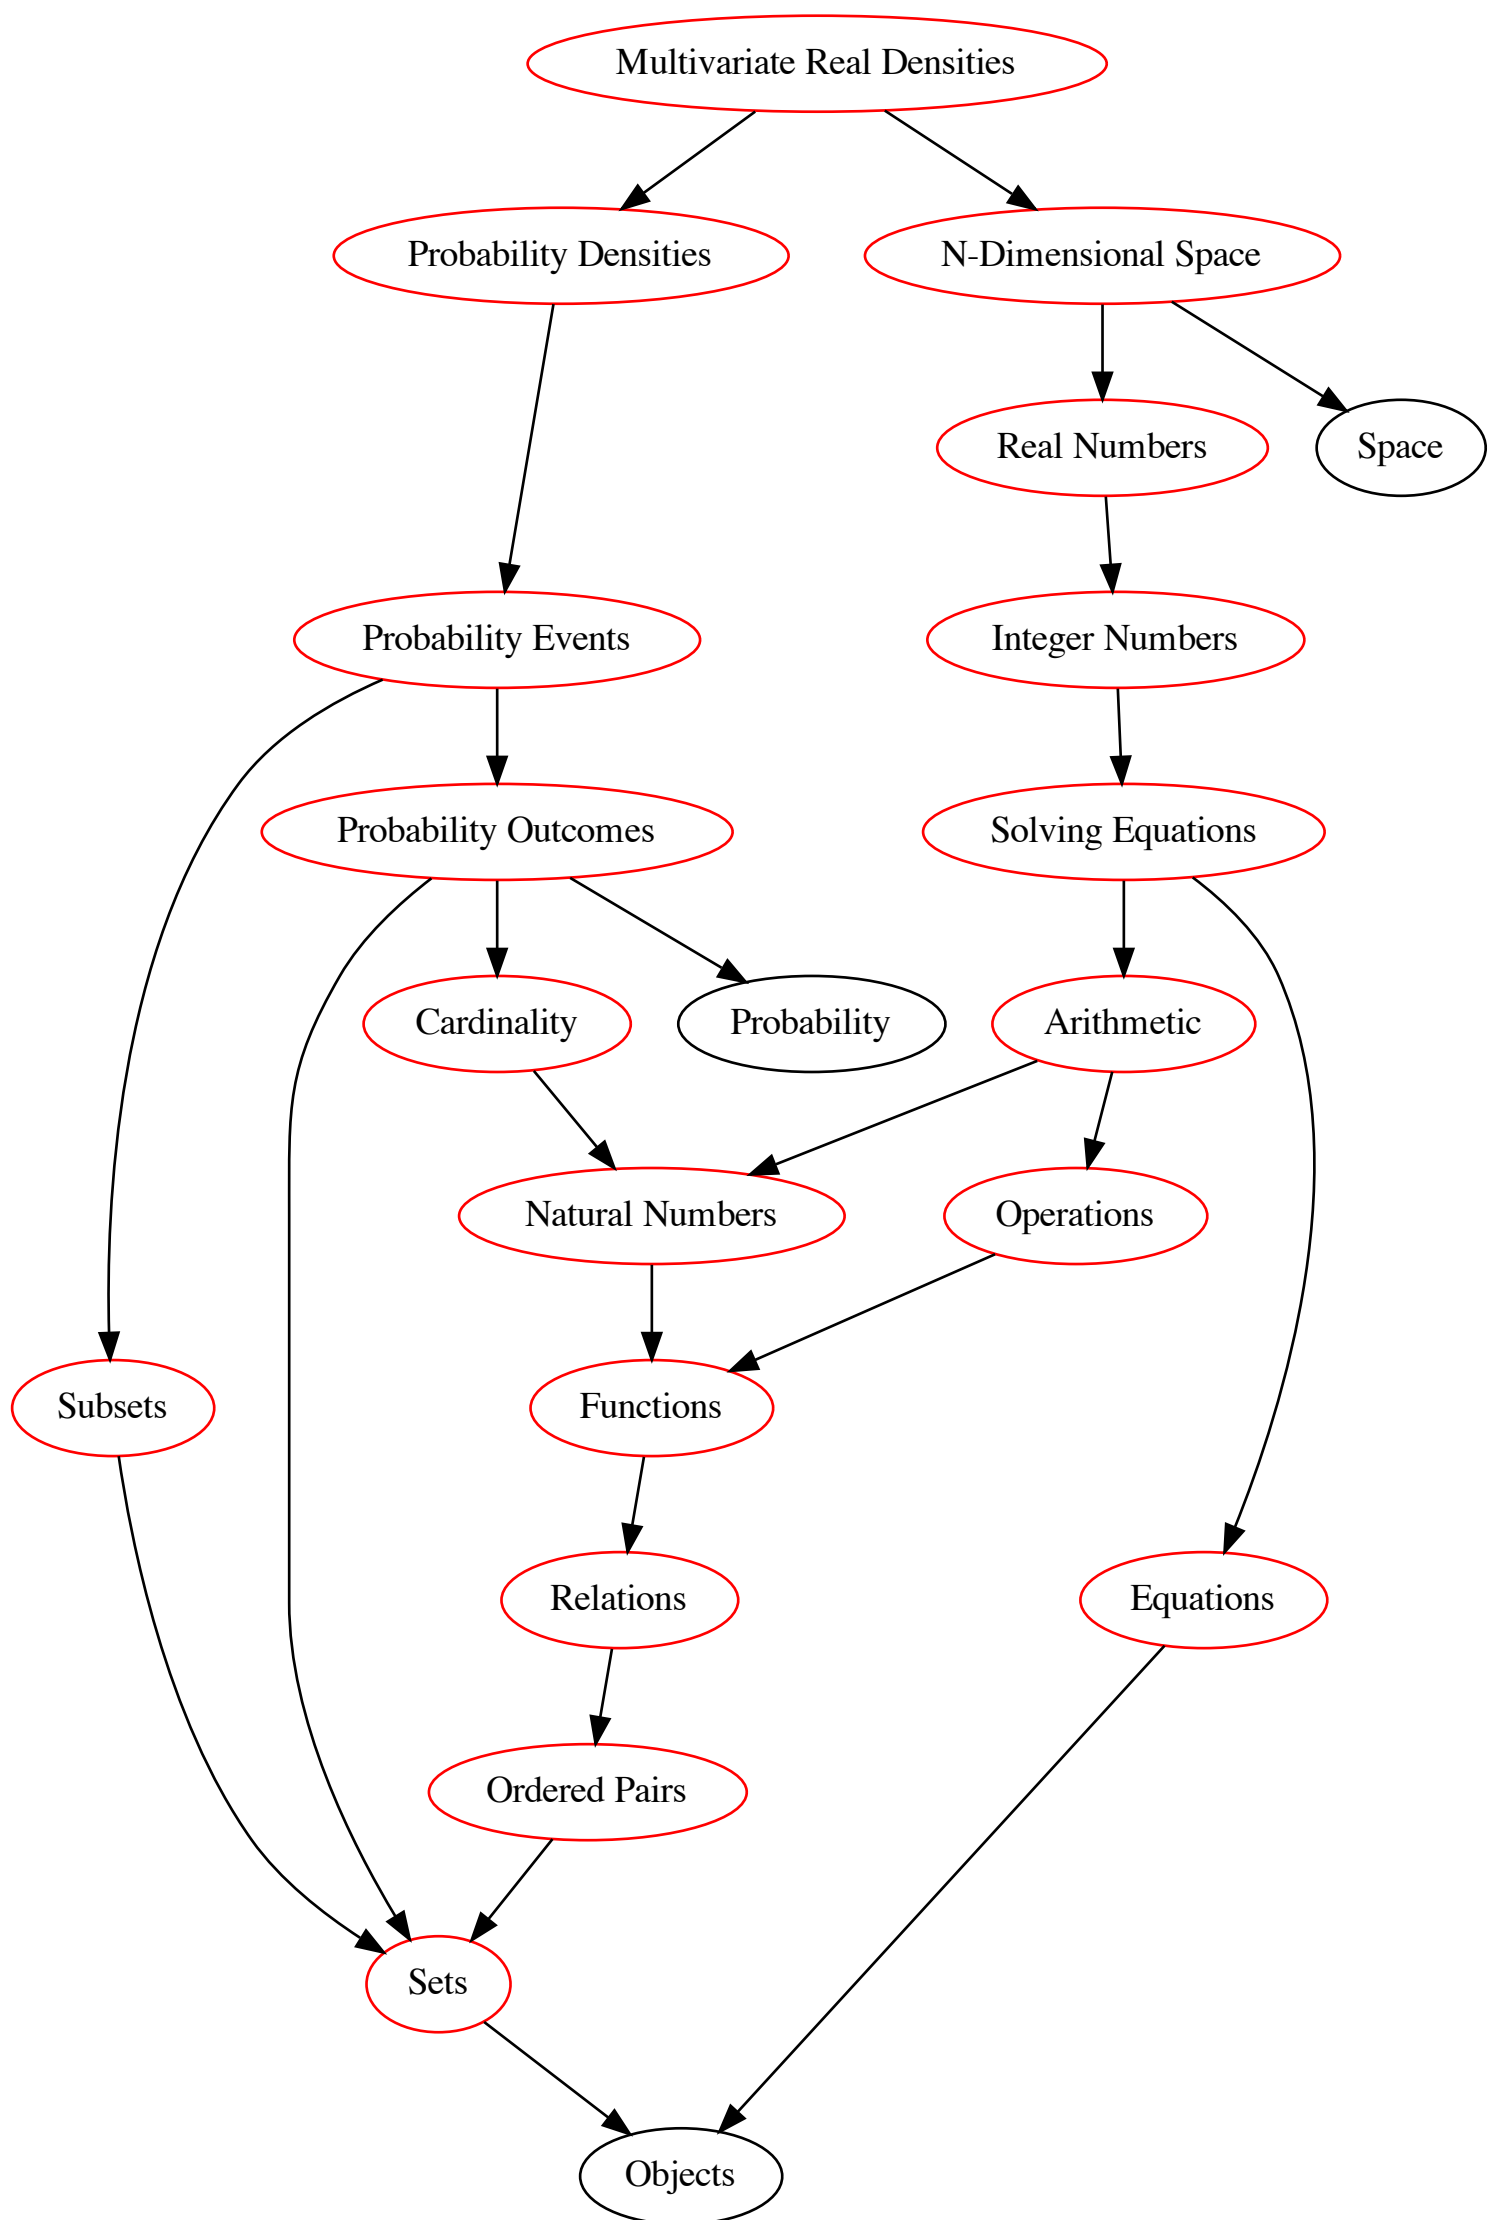 Multivariate Real Densities
Probability Densities
N-Dimensional Space
Real Numbers
Space
Probability Events
Integer Numbers
Probability Outcomes
Solving Equations
Cardinality
Probability
Arithmetic
Natural Numbers
Operations
Subsets
Functions
Relations
Equations
Ordered Pairs
Sets
Objects